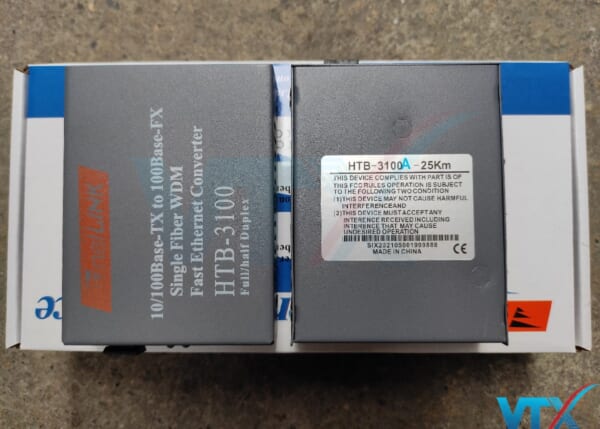 10/100Base-TX to 100Base-FX
Single Fiber WDM
Fast Ethernet Converter
HTB-3100
Full/half Duplex
HTB-3100A-25Km
THIS DEVICE COMPLIES WITH PART IS OF
THIS FCC RULES OPERATION IS SUBJECT
TO THE FOLLOWING TWO CONDITION
(1)THIS DEVICE MAY NOT CAUSE HARMFUL
INTERFERENCEAND
(2)THIS DEVICE MUST ACCEPT ANY
INTERENCE RECEIVED INCLUDING
INTERENCE THAT MAY CAUSE
UNDESIRED OPERATION
MADE IN CHINA
CE
VTX